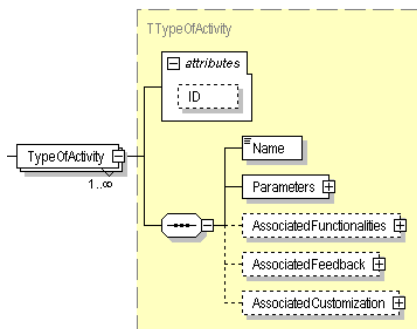 TTypeOfActivity
attributes
ID
TypeOfActivity
1..∞
Name
Parameters
AssociatedFunctionalities
AssociatedFeedback
AssociatedCustomization